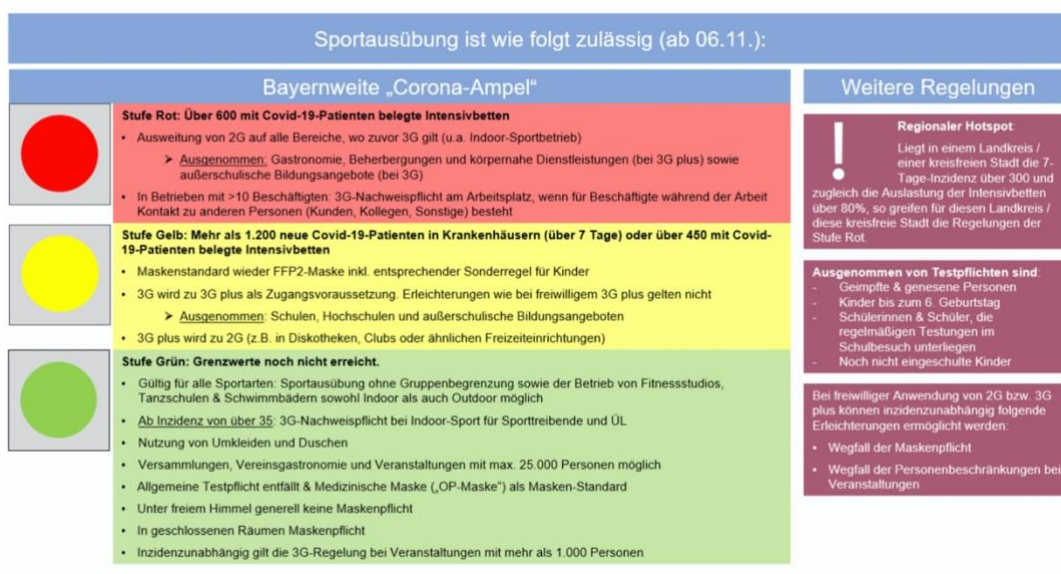 Sportausübung ist wie folgt zulässig (ab 06.11.):
Bayernweite „Corona-Ampel“
Stufe Rot: Über 600 mit Covid-19-Patienten belegte Intensivbetten
• Ausweitung von 2G auf alle Bereiche, wo zuvor 3G gilt (u.a. Indoor-Sportbetrieb)
➢ Ausgenommen: Gastronomie, Beherbergungen und körpernahe Dienstleistungen (bei 3G plus) sowie
außerschulische Bildungsangebote (bei 3G)
• In Betrieben mit >10 Beschäftigten: 3G-Nachweispflicht am Arbeitsplatz, wenn für Beschäftigte während der Arbeit
Kontakt zu anderen Personen (Kunden, Kollegen, Sonstige) besteht
Stufe Gelb: Mehr als 1.200 neue Covid-19-Patienten in Krankenhäusern (über 7 Tage) oder über 450 mit Covid-
19-Patienten belegte Intensivbetten
• Maskenstandard wieder FFP2-Maske inkl. entsprechender Sonderregel für Kinder
• 3G wird zu 3G plus als Zugangsvoraussetzung. Erleichterungen wie bei freiwilligem 3G plus gelten nicht
➢ Ausgenommen: Schulen, Hochschulen und außerschulische Bildungsangeboten
• 3G plus wird zu 2G (z.B. in Diskotheken, Clubs oder ähnlichen Freizeiteinrichtungen)
Stufe Grün: Grenzwerte noch nicht erreicht.
• Gültig für alle Sportarten: Sportausübung ohne Gruppenbegrenzung sowie der Betrieb von Fitnessstudios,
Tanzschulen & Schwimmbädern sowohl Indoor als auch Outdoor möglich
• Ab Inzidenz von über 35: 3G-Nachweispflicht bei Indoor-Sport für Sporttreibende und ÜL
• Nutzung von Umkleiden und Duschen
• Versammlungen, Vereinsgastronomie und Veranstaltungen mit max. 25.000 Personen möglich
• Allgemeine Testpflicht entfällt & Medizinische Maske („OP-Maske“) als Masken-Standard
• Unter freiem Himmel generell keine Maskenpflicht
• In geschlossenen Räumen Maskenpflicht
• Inzidenzunabhängig gilt die 3G-Regelung bei Veranstaltungen mit mehr als 1.000 Personen
Weitere Regelungen
!
Regionaler Hotspot:
Liegt in einem Landkreis /
einer kreisfreien Stadt die 7-
Tage-Inzidenz über 300 und
zugleich die Auslastung der Intensivbetten
über 80%, so greifen für diesen Landkreis /
diese kreisfreie Stadt die Regelungen der
Stufe Rot.
Ausgenommen von Testpflichten sind:
- Geimpfte & genesene Personen
- Kinder bis zum 6. Geburtstag
- Schülerinnen & Schüler, die
regelmäßigen Testungen im
Schulbesuch unterliegen
- Noch nicht eingeschulte Kinder
Bei freiwilliger Anwendung von 2G bzw. 3G
plus können inzidenzunabhängig folgende
Erleichterungen ermöglicht werden:
• Wegfall der Maskenpflicht
• Wegfall der Personenbeschränkungen bei
Veranstaltungen